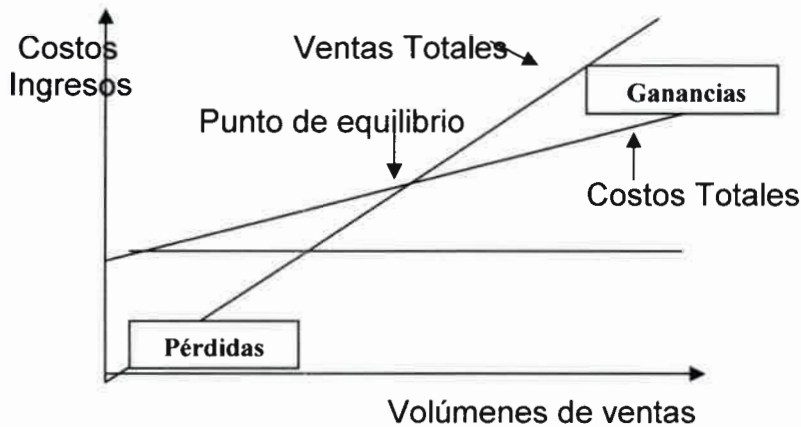 Costos
Ingresos
Ventas Totales
Ganancias
Punto de equilibrio
Costos Totales
Pérdidas
Volúmenes de ventas